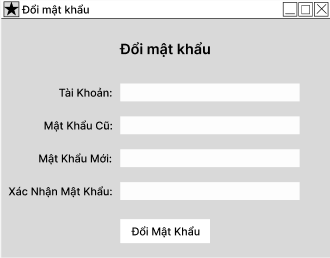 Đổi mật khẩu
Đổi mật khẩu
Tài Khoản:
Mật Khẩu Cũ:
Mật Khẩu Mới:
Xác Nhận Mật Khẩu:
Đổi Mật Khẩu